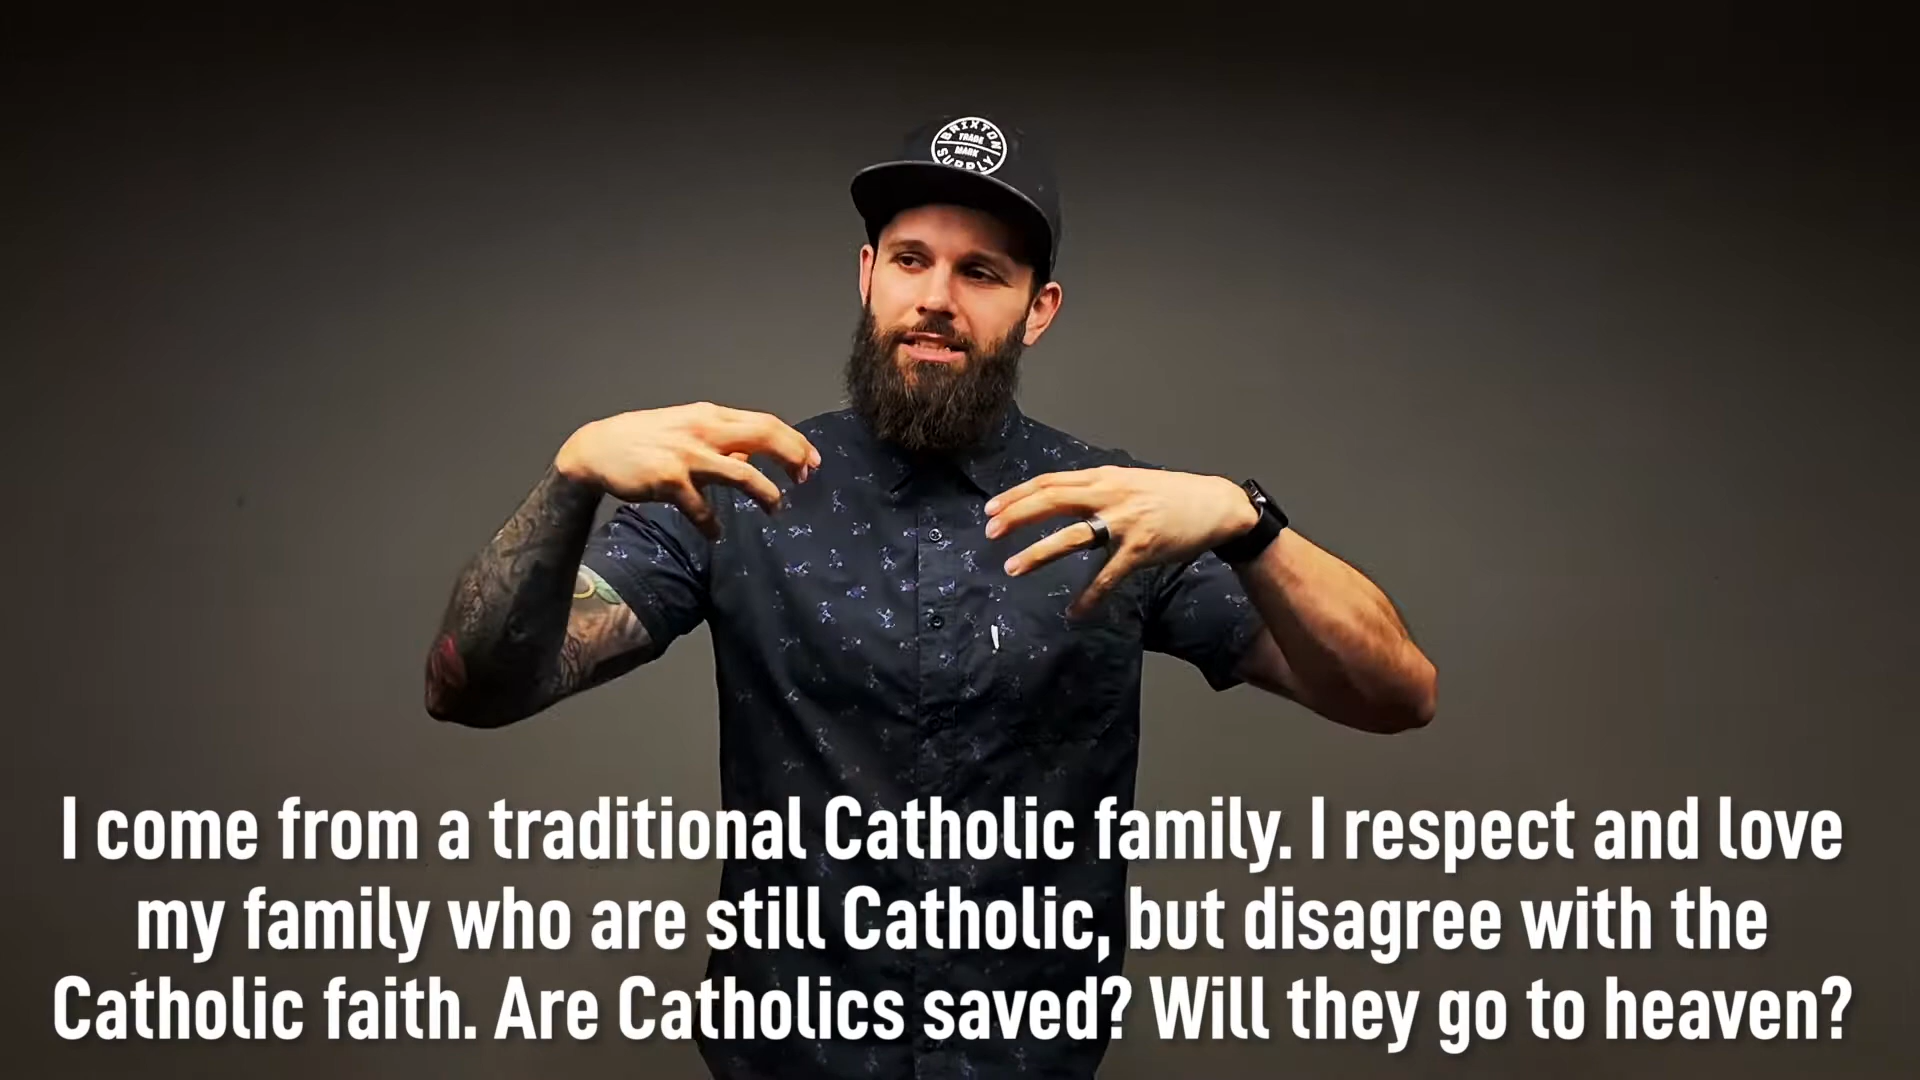 BRIXTON
TRADE
MARK
SUPPLY
I come from a traditional Catholic family. I respect and love
my family who are still Catholic, but disagree with the
Catholic faith. Are Catholics saved? Will they go to heaven?